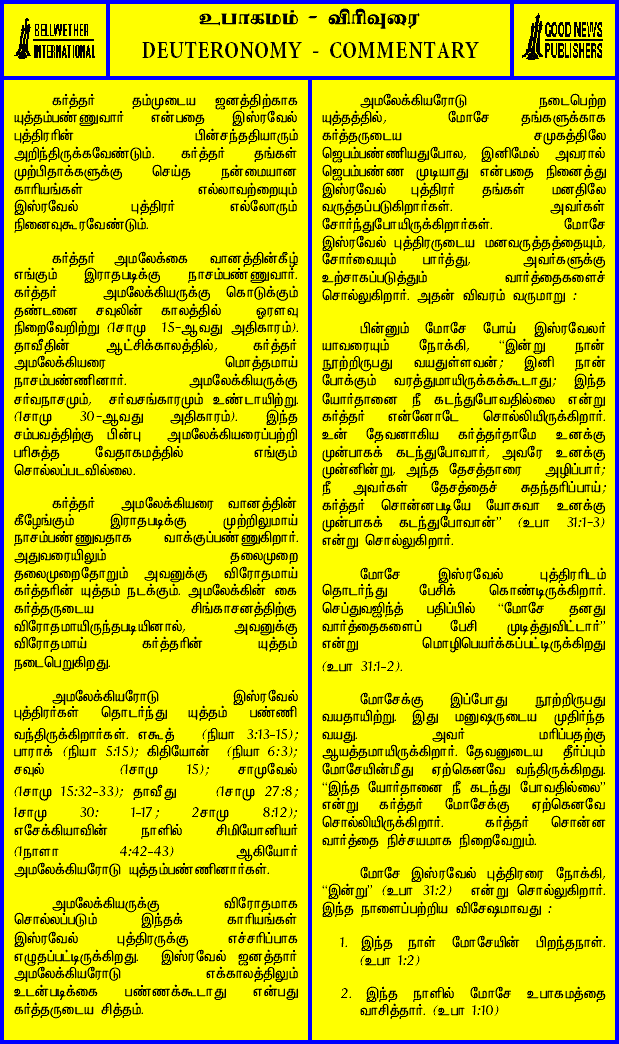 BELLWETHER
INTERNATIONAL
உபாகமம் - விரிவுரை
DEUTERONOMY - COMMENTARY
GOOD NEWS
PUBLISHERS
கர்த்தர் தம்முடைய ஜனத்திற்காக
யுத்தம்பண்ணுவார் என்பதை இஸ்ரவேல்
புத்திரரின் பின்சந்ததியாரும்
அறிந்திருக்கவேண்டும். கர்த்தர் தங்கள்
முற்பிதாக்களுக்கு செய்த நன்மையான
காரியங்கள் எல்லாவற்றையும்
இஸ்ரவேல் புத்திரர் எல்லோரும்
நினைவுகூரவேண்டும்.
கர்த்தர் அமலேக்கை வானத்தின்கீழ்
எங்கும் இராதபடிக்கு நாசம்பண்ணுவார்.
கர்த்தர் அமலேக்கியருக்கு கொடுக்கும்
தண்டனை சவுலின் காலத்தில் ஓரளவு
நிறைவேறிற்று (1சாமு 15-ஆவது அதிகாரம்).
தாவீதின் ஆட்சிக்காலத்தில், கர்த்தர்
அமலேக்கியரை மொத்தமாய்
நாசம்பண்ணினார். அமலேக்கியருக்கு
சர்வநாசமும், சர்வசங்காரமும் உண்டாயிற்று.
(1சாமு 30-ஆவது அதிகாரம்). இந்த
சம்பவத்திற்கு பின்பு அமலேக்கியரைப்பற்றி
பரிசுத்த வேதாகமத்தில் எங்கும்
சொல்லப்படவில்லை.
கர்த்தர் அமலேக்கியரை வானத்தின்
கீழேங்கும் இராதபடிக்கு முற்றிலுமாய்
நாசம்பண்ணுவதாக வாக்குப்பண்ணுகிறார்.
அதுவரையிலும் தலைமுறை
தலைமுறைதோறும் அவனுக்கு விரோதமாய்
கர்த்தரின் யுத்தம் நடக்கும். அமலேக்கின் கை
கர்த்தருடைய சிங்காசனத்திற்கு
விரோதமாயிருந்தபடியினால், அவனுக்கு
விரோதமாய் கர்த்தரின் யுத்தம்
நடைபெறுகிறது.
அமலேக்கியரோடு இஸ்ரவேல்
புத்திரர்கள் தொடர்ந்து யுத்தம் பண்ணி
வந்திருக்கிறார்கள். எகூத் (நியா 3:13-15);
பாராக் (நியா 5:15); கிதியோன் (நியா 6:3);
சவுல் (1சாமு 15); சாமுவேல்
(1சாமு 15:32-33); தாவீது (1சாமு 27:8;
1சாமு 30: 1-17; 2சாமு 8:12);
எசேக்கியாவின் நாளில் சிமியோனியர்
(1நாளா 4:42-43) ஆகியோர்
அமலேக்கியரோடு யுத்தம்பண்ணினார்கள்.
அமலேக்கியருக்கு விரோதமாக
சொல்லப்படும் இந்தக் காரியங்கள்
இஸ்ரவேல் புத்திரருக்கு எச்சரிப்பாக
எழுதப்பட்டிருக்கிறது. இஸ்ரவேல் ஜனத்தார்
அமலேக்கியரோடு எக்காலத்திலும்
உடன்படிக்கை பண்ணக்கூடாது என்பது
கர்த்தருடைய சித்தம்.
அமலேக்கியரோடு நடைபெற்ற
யுத்தத்தில், மோசே தங்களுக்காக
கர்த்தருடைய சமுகத்திலே
ஜெபம்பண்ணியதுபோல, இனிமேல் அவரால்
ஜெபம்பண்ண முடியாது என்பதை நினைத்து
இஸ்ரவேல் புத்திரர் தங்கள் மனதிலே
வருத்தப்படுகிறார்கள். அவர்கள்
சோர்ந்துபோயிருக்கிறார்கள். மோசே
இஸ்ரவேல் புத்திரருடைய மனவருத்தத்தையும்,
சோர்வையும் பார்த்து, அவர்களுக்கு
உற்சாகப்படுத்தும் வார்த்தைகளைச்
சொல்லுகிறார். அதன் விவரம் வருமாறு :
பின்னும் மோசே போய் இஸ்ரவேலர்
யாவரையும் நோக்கி, “இன்று நான்
நூற்றிருபது வயதுள்ளவன்; இனி நான்
போக்கும் வரத்துமாயிருக்கக்கூடாது; இந்த
யோர்தானை நீ கடந்துபோவதில்லை என்று
கர்த்தர் என்னோடே சொல்லியிருக்கிறார்.
உன் தேவனாகிய கர்த்தர்தாமே உனக்கு
முன்பாகக் கடந்துபோவார், அவரே உனக்கு
முன்னின்று, அந்த தேசத்தாரை அழிப்பார்;
நீ அவர்கள் தேசத்தைச் சுதந்தரிப்பாய்;
கர்த்தர் சொன்னபடியே யோசுவா உனக்கு
முன்பாகக் கடந்துபோவான்” (உபா 31:1-3)
என்று சொல்லுகிறார்.
மோசே இஸ்ரவேல் புத்திரரிடம்
தொடர்ந்து பேசிக் கொண்டிருக்கிறார்.
செப்துவஜிந்த் பதிப்பில் “மோசே தனது
வார்த்தைகளைப் பேசி முடித்துவிட்டார்”
என்று மொழிபெயர்க்கப்பட்டிருக்கிறது
(உபா 31:1-2).
மோசேக்கு இப்போது நூற்றிருபது
வயதாயிற்று. இது மனுஷருடைய முதிர்ந்த
வயது. அவர் மரிப்பதற்கு
ஆயத்தமாயிருக்கிறார். தேவனுடைய தீர்ப்பும்
மோசேயின்மீது ஏற்கெனவே வந்திருக்கிறது.
“இந்த யோர்தானை நீ கடந்து போவதில்லை”
என்று கர்த்தர் மோசேக்கு ஏற்கெனவே
சொல்லியிருக்கிறார். கர்த்தர் சொன்ன
வார்த்தை நிச்சயமாக நிறைவேறும்.
மோசே இஸ்ரவேல் புத்திரரை நோக்கி,
“இன்று” (உபா 31:2) என்று சொல்லுகிறார்.
இந்த நாளைப்பற்றிய விசேஷமாவது :
1. இந்த நாள் மோசேயின் பிறந்தநாள்.
(உபா 1:2)
2. இந்த நாளில் மோசே உபாகமத்தை
வாசித்தார். (உபா 1:10)